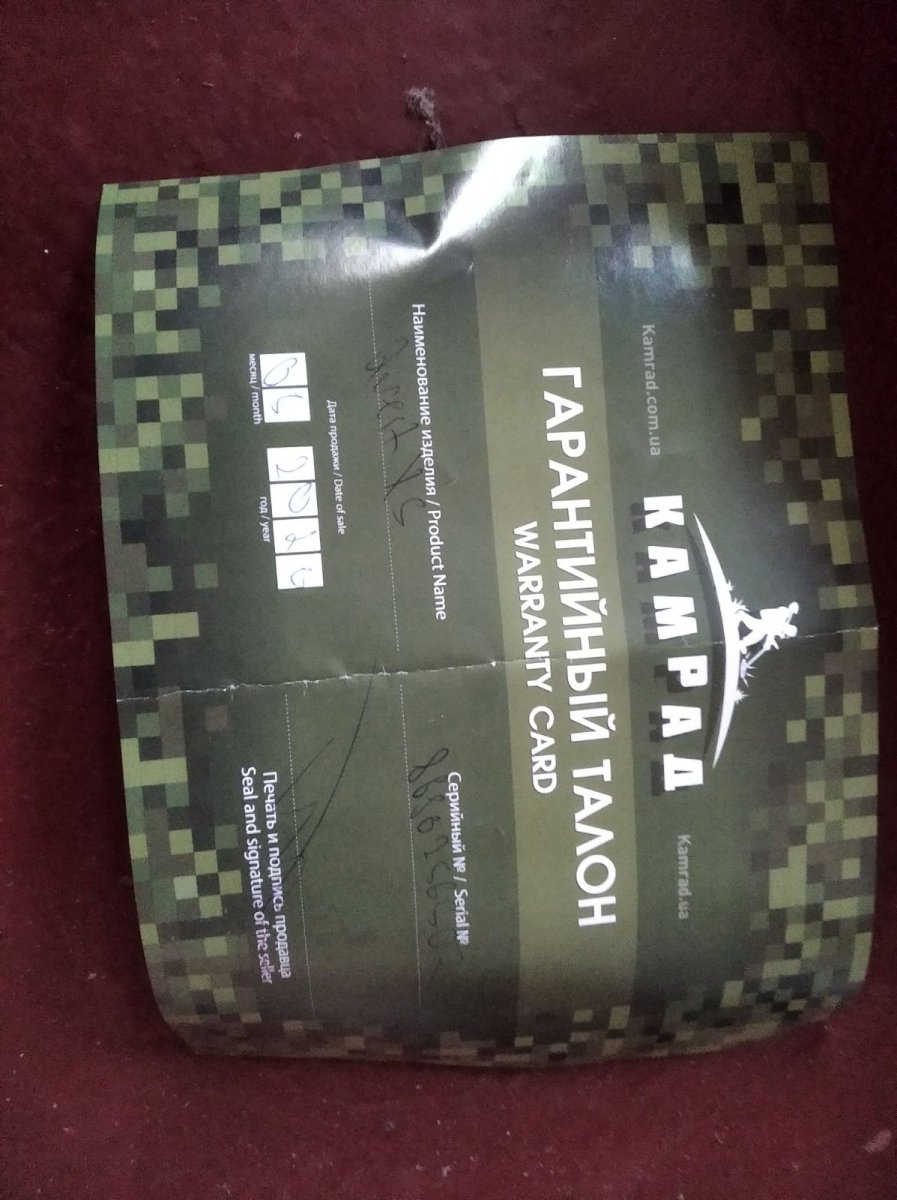 КАМРАД
Kamrad.com.ua
Kamrad.ua
ГАРАНТИЙНЫЙ ТАЛОН
WARRANTY CARD
Наименование изделия / Product Name
Серийный № / Serial №
Дата продажи / Date of sale
месяц / month
год / year
Печать и подпись продавца
Seal and signature of the seller